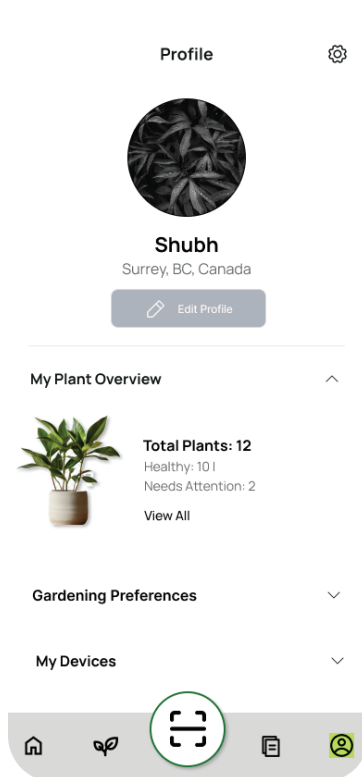 Profile
Shubh
Surrey, BC, Canada
Edit Profile
My Plant Overview
Total Plants: 12
Healthy: 10 |
Needs Attention: 2
View All
Gardening Preferences
My Devices